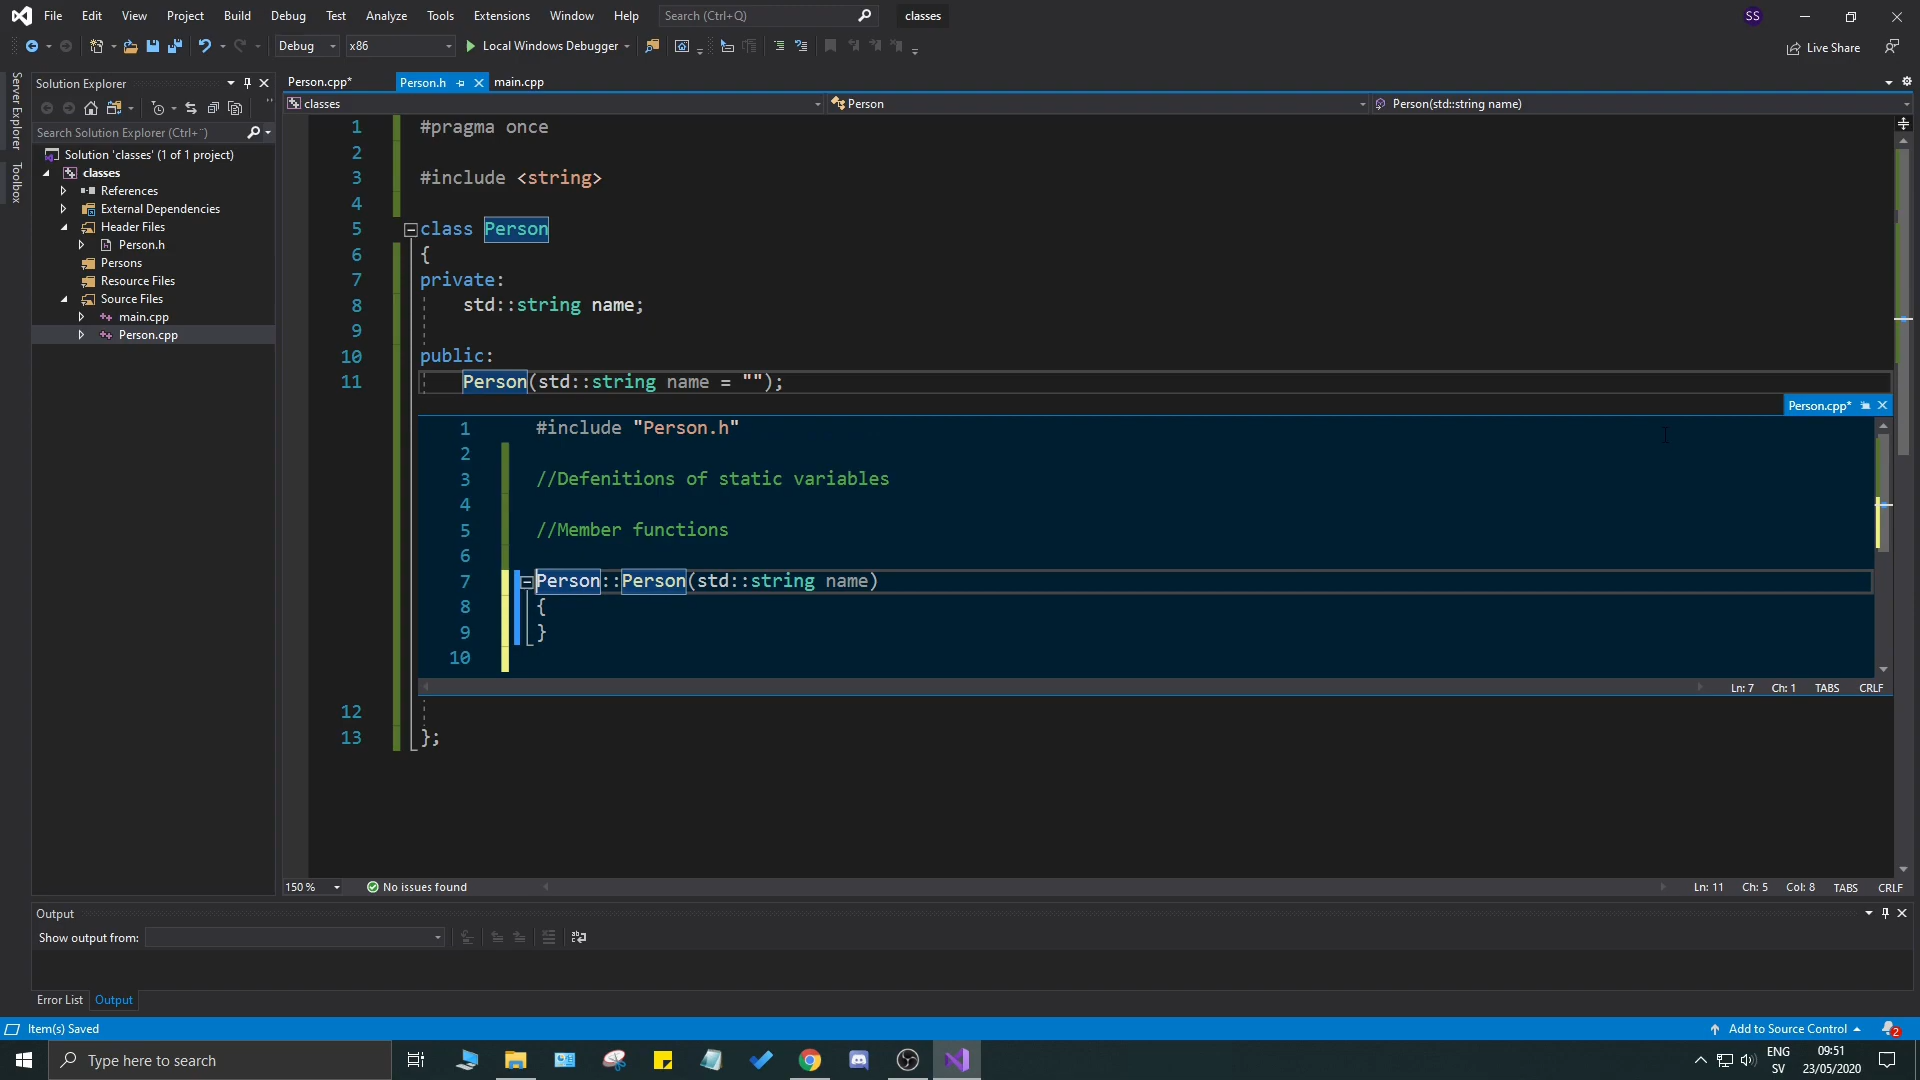 File Edit View Project Build Debug Test Analyze Tools Extensions Window Help Search (Ctrl+Q) classes SS
Debug x86 Local Windows Debugger Live Share
Server Explorer
Toolbox
Solution Explorer
Search Solution Explorer (Ctrl+¨)
Solution 'classes' (1 of 1 project)
classes
References
External Dependencies
Header Files
Person.h
Persons
Resource Files
Source Files
main.cpp
Person.cpp
Person.cpp* Person.h main.cpp
classes Person Person(std::string name)
1 #pragma once
2
3 #include <string>
4
5 class Person
6 {
7 private:
8 std::string name;
9
10 public:
11 Person(std::string name = "");
Person.cpp*
1 #include "Person.h"
2
3 //Defenitions of static variables
4
5 //Member functions
6
7 Person::Person(std::string name)
8 {
9 }
10
Ln: 7 Ch: 1 TABS CRLF
12
13 };
150 % No issues found Ln: 11 Ch: 5 Col: 8 TABS CRLF
Output
Show output from:
Error List Output
Item(s) Saved Add to Source Control 2
Type here to search ENG 09:51
SV 23/05/2020